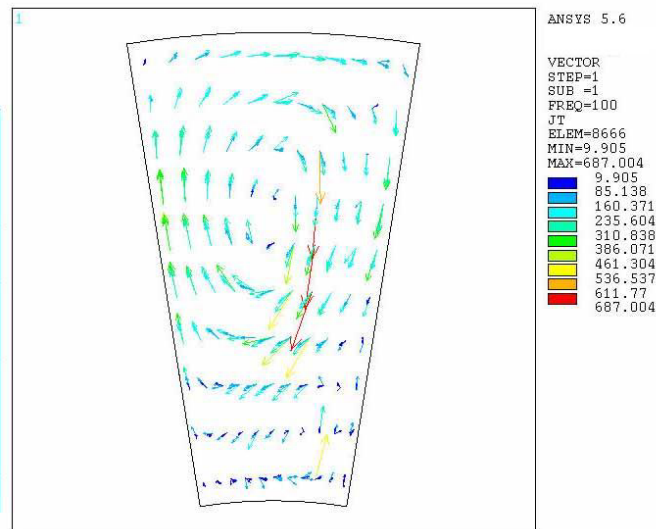 1
ANSYS 5.6
VECTOR
STEP=1
SUB =1
FREQ=100
JT
ELEM=8666
MIN=9.905
MAX=687.004
9.905
85.138
160.371
235.604
310.838
386.071
461.304
536.537
611.77
687.004